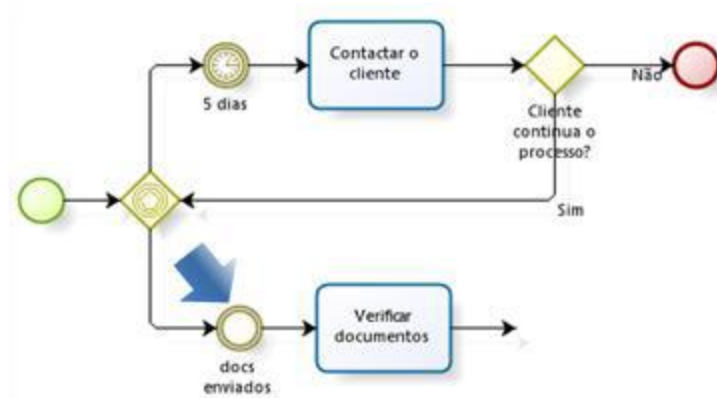 Contactar o
cliente
5 dias
Não
Cliente
continua o
processo?
Sim
Verificar
documentos
docs
enviados